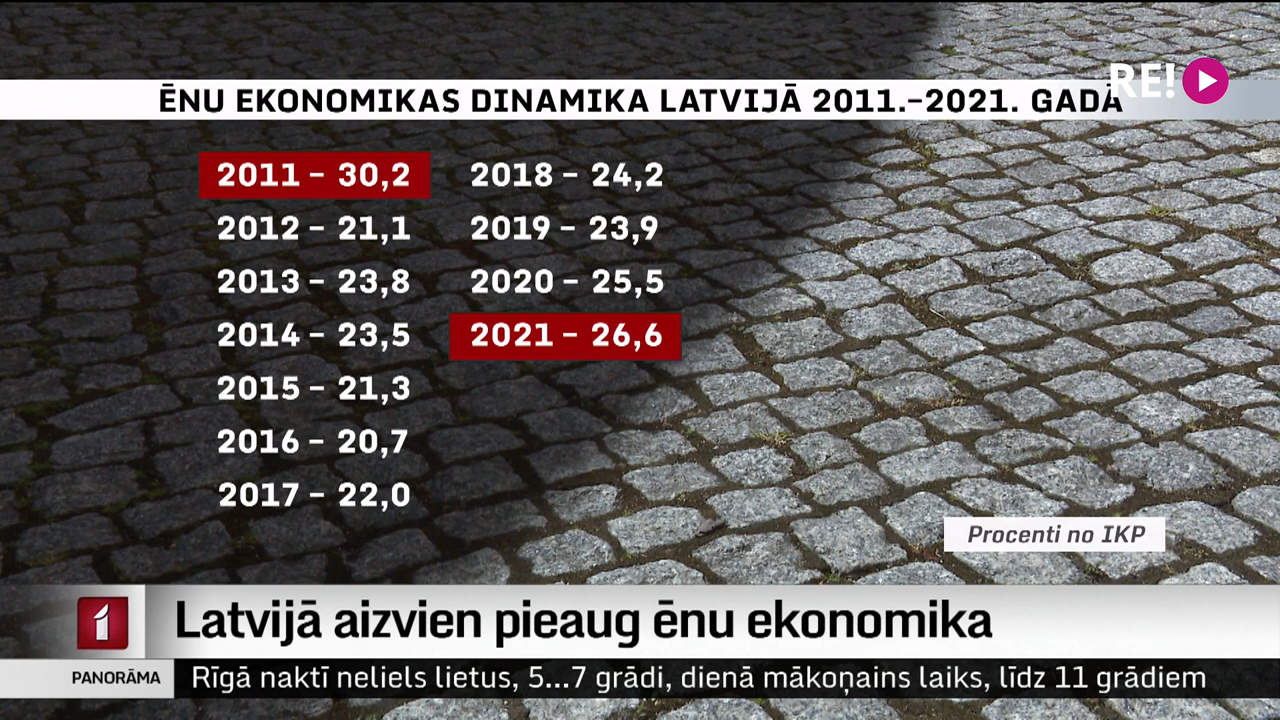 RE!
ĒNU EKONOMIKAS DINAMIKA LATVIJĀ 2011.–2021. GADĀ
2011 – 30,2
2012 – 21,1
2013 – 23,8
2014 – 23,5
2015 – 21,3
2016 – 20,7
2017 – 22,0
2018 – 24,2
2019 – 23,9
2020 – 25,5
2021 – 26,6
Procenti no IKP
1
Latvijā aizvien pieaug ēnu ekonomika
PANORĀMA
Rīgā naktī neliels lietus, 5...7 grādi, dienā mākoņains laiks, līdz 11 grādiem